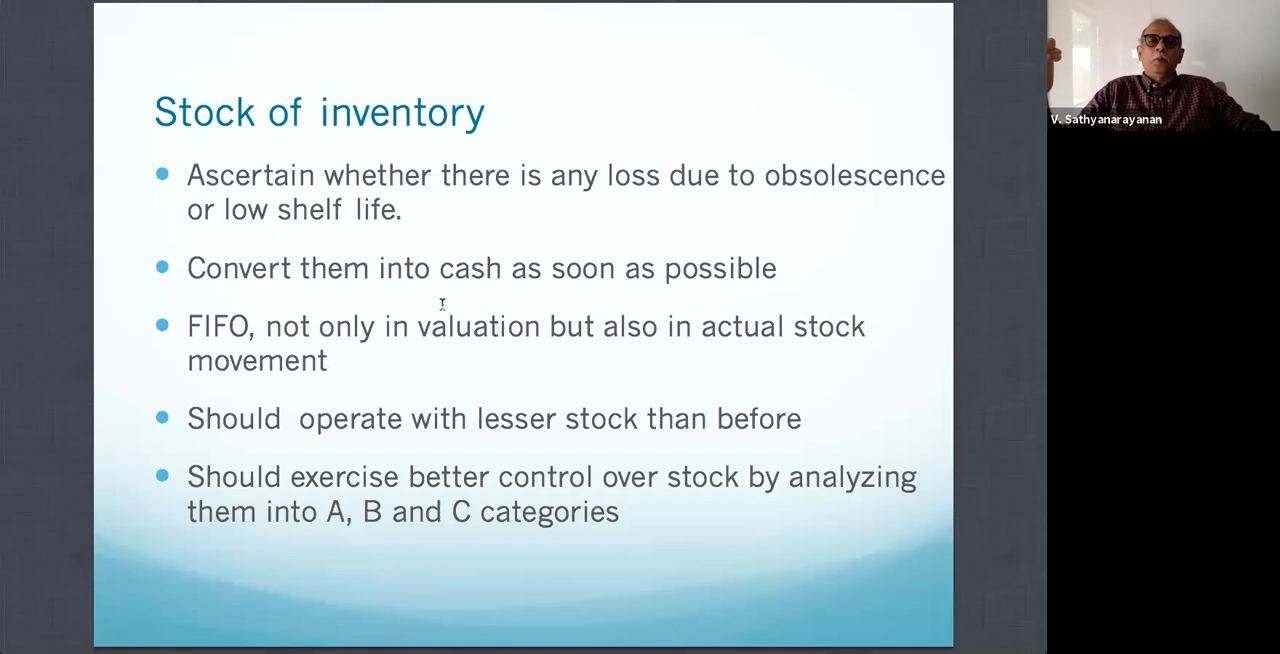 Stock of inventory
Ascertain whether there is any loss due to obsolescence
or low shelf life.
Convert them into cash as soon as possible
FIFO, not only in valuation but also in actual stock
movement
Should operate with lesser stock than before
Should exercise better control over stock by analyzing
them into A, B and C categories
V. Sathyanarayanan